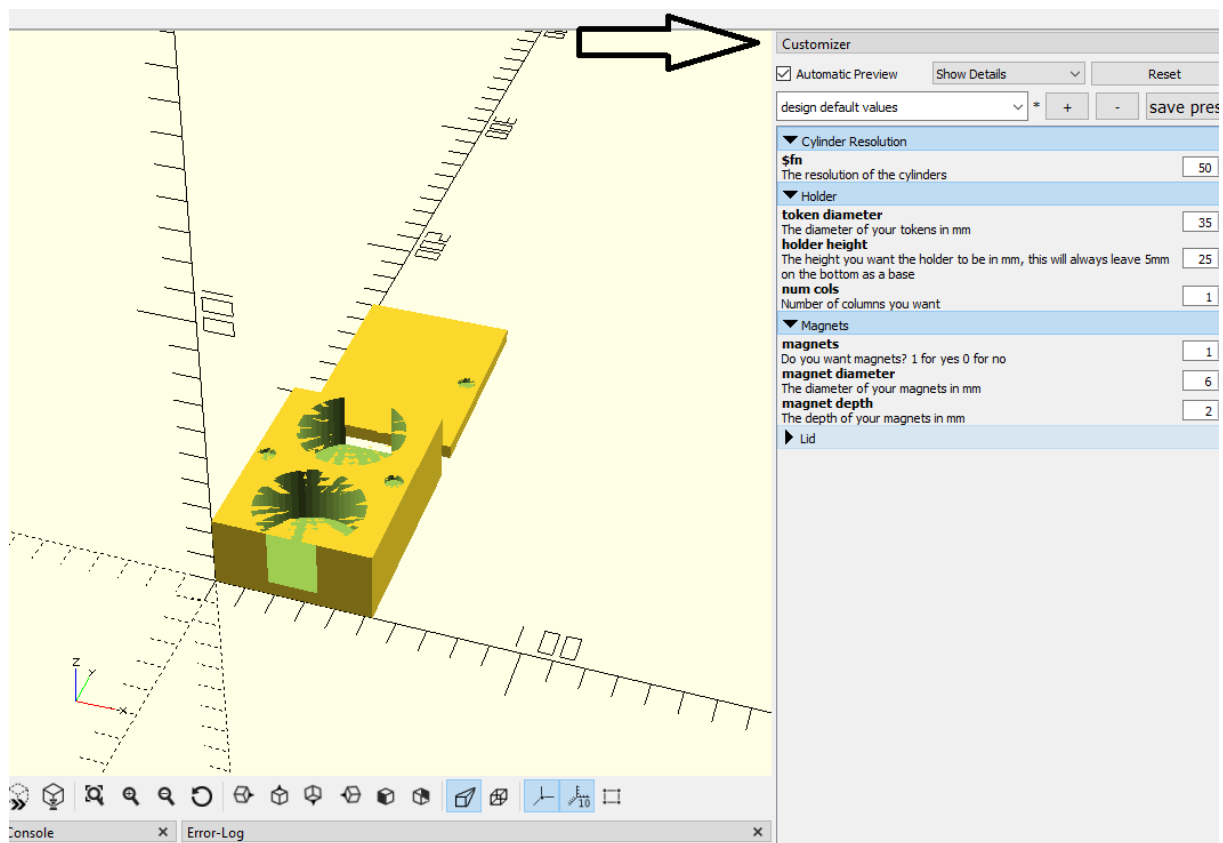 Customizer
Automatic Preview
Show Details
Reset
design default values
*
+
-
save pres
Cylinder Resolution
$fn
The resolution of the cylinders
50
Holder
token diameter
The diameter of your tokens in mm
35
holder height
The height you want the holder to be in mm, this will always leave 5mm
on the bottom as a base
25
num cols
Number of columns you want
1
Magnets
magnets
Do you want magnets? 1 for yes 0 for no
1
magnet diameter
The diameter of your magnets in mm
6
magnet depth
The depth of your magnets in mm
2
Lid
100
Z
Y
X
10
Console
Error-Log